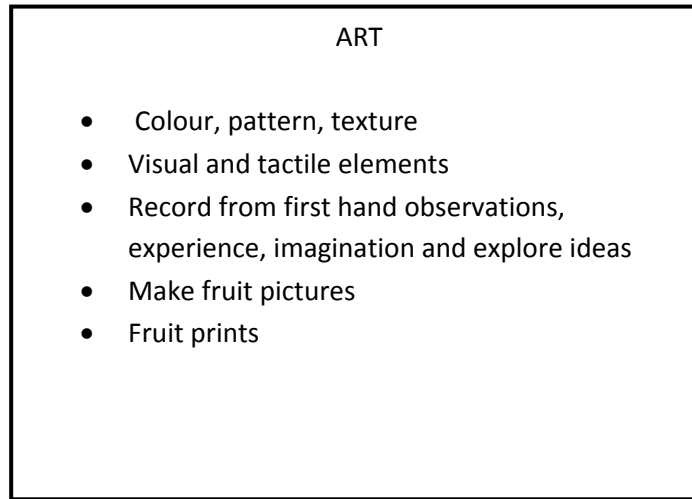 ART
• Colour, pattern, texture
• Visual and tactile elements
• Record from first hand observations,
experience, imagination and explore ideas
• Make fruit pictures
• Fruit prints